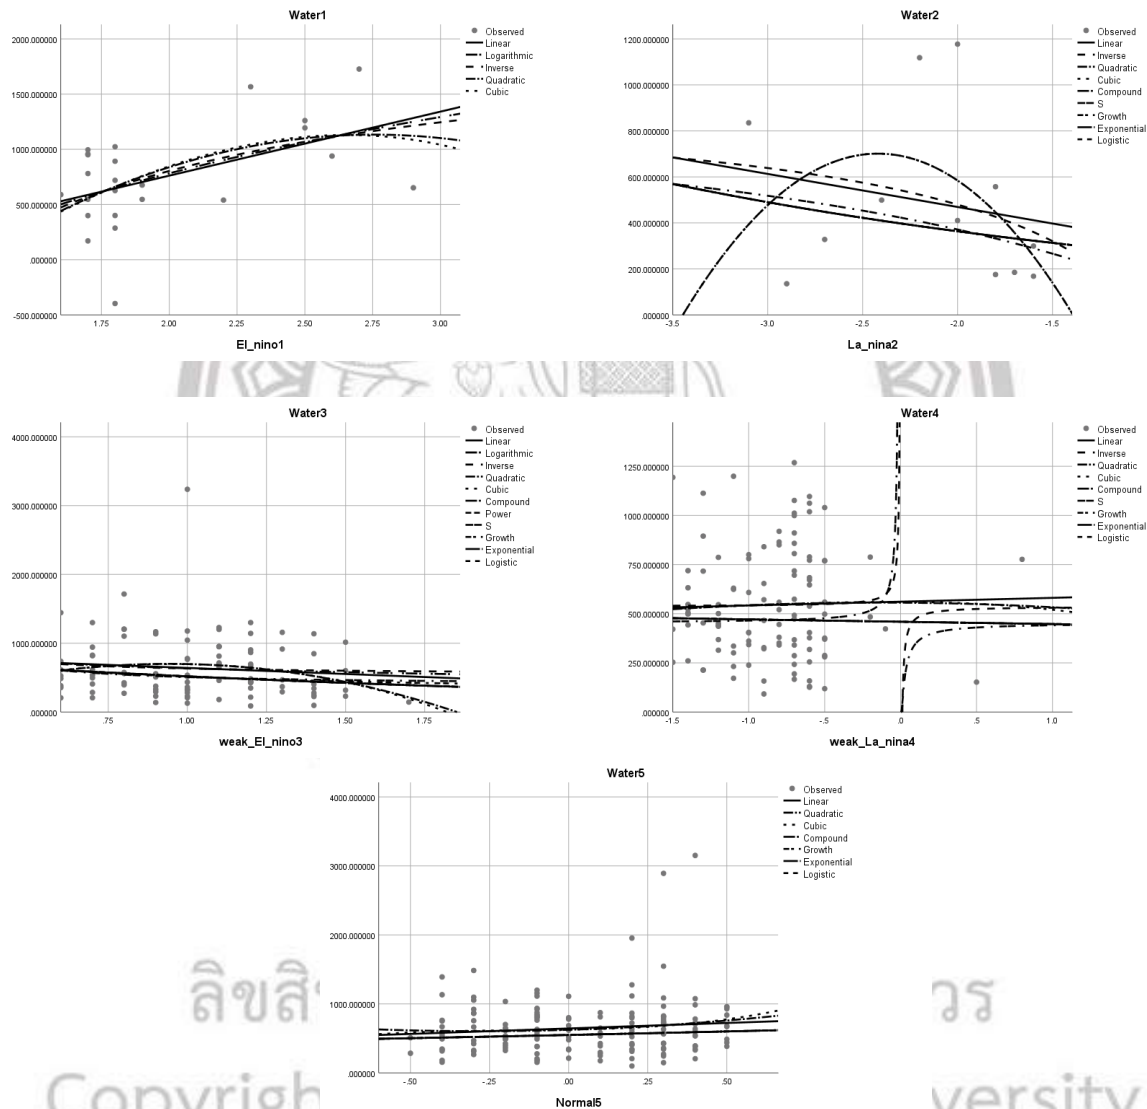 Water1
2000.000000
1500.000000
1000.000000
500.000000
.000000
-500.000000
1.75
2.00
2.25
2.50
2.75
3.00
El_nino1
Observed
Linear
Logarithmic
Inverse
Quadratic
Cubic
Water2
1200.000000
1000.000000
800.000000
600.000000
400.000000
200.000000
.000000
-3.5
-3.0
-2.5
-2.0
-1.5
La_nina2
Observed
Linear
Inverse
Quadratic
Cubic
Compound
S
Growth
Exponential
Logistic
Water3
4000.000000
3000.000000
2000.000000
1000.000000
.000000
.75
1.00
1.25
1.50
1.75
weak_El_nino3
Observed
Linear
Logarithmic
Inverse
Quadratic
Cubic
Compound
Power
S
Growth
Exponential
Logistic
Water4
1250.000000
1000.000000
750.000000
500.000000
250.000000
.000000
-1.5
-1.0
-.5
.0
0.5
1.0
weak_La_nina4
Observed
Linear
Inverse
Quadratic
Cubic
Compound
S
Growth
Exponential
Logistic
Water5
4000.000000
3000.000000
2000.000000
1000.000000
.000000
-.50
-.25
.00
.25
.50
Normal5
Observed
Linear
Quadratic
Cubic
Compound
Growth
Exponential
Logistic